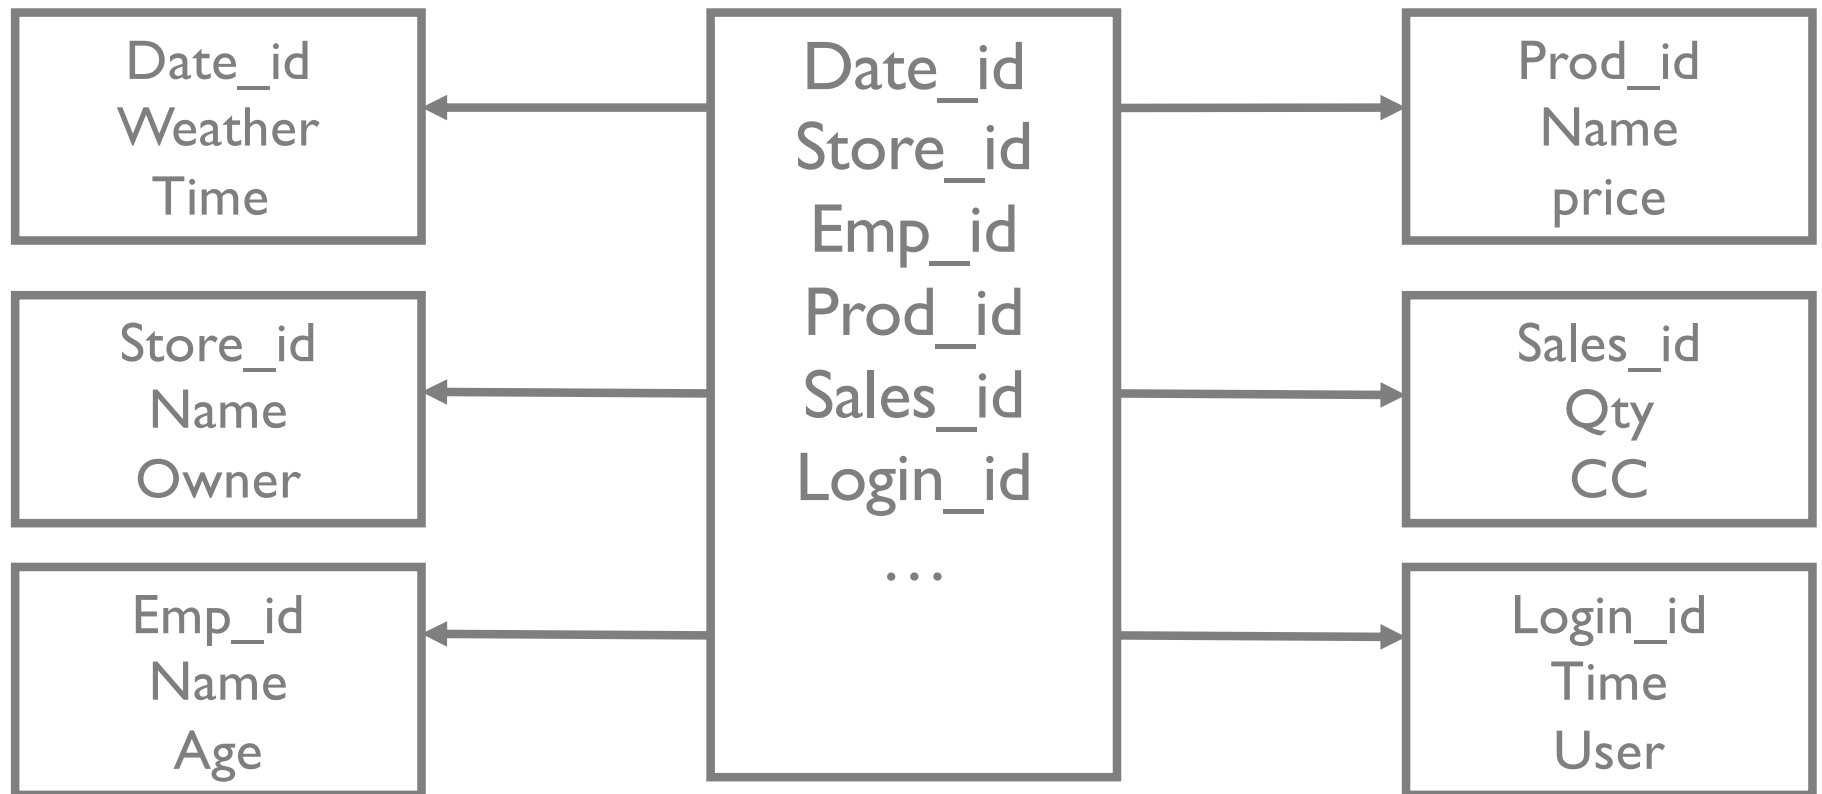 Date_id
Weather
Time
Store_id
Name
Owner
Emp_id
Name
Age
Date_id
Store_id
Emp_id
Prod_id
Sales_id
Login_id
...
Prod_id
Name
price
Sales_id
Qty
CC
Login_id
Time
User